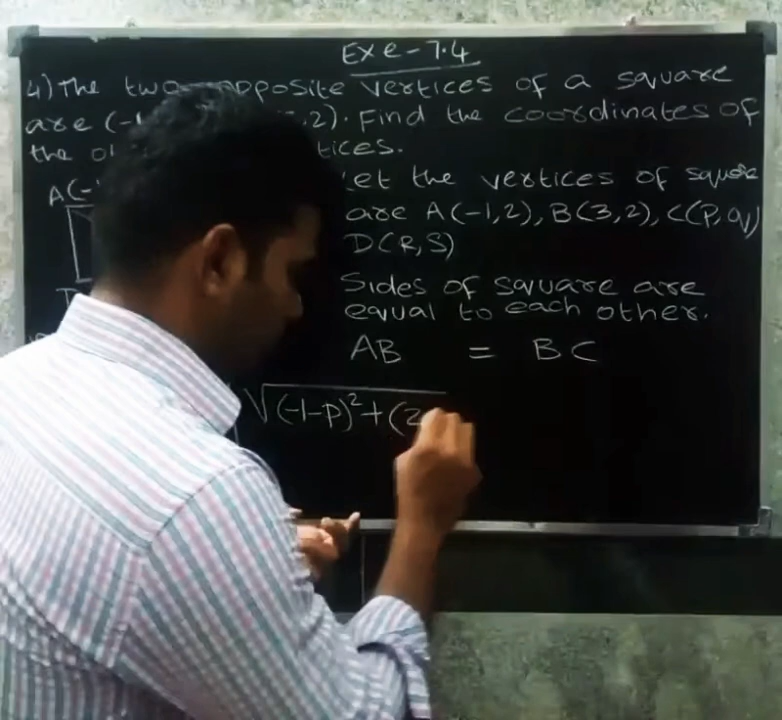 Exe-7.4
4) The two opposite vertices of a square
are (-1 ,2). Find the coordinates of
the tices.
A(-
Let the vertices of square
are A(-1,2), B(3,2), C(P,q)
D(R,S)
Sides of square are
equal to each other.
AB = BC
√(-1-P)²+(2